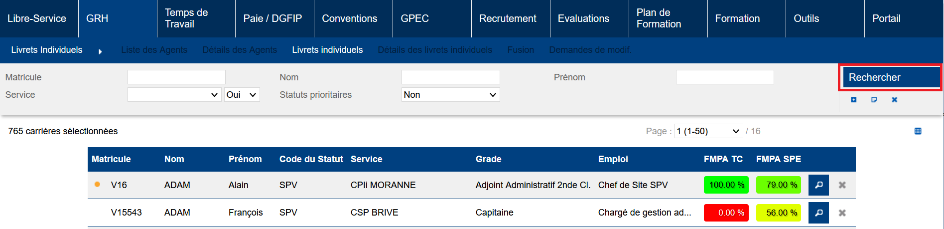 Libre-Service GRH Temps de Travail Paie / DGFIP Conventions GPEC Recrutement Evaluations Plan de Formation Formation Outils Portail
Livrets Individuels Liste des Agents Détails des Agents Livrets individuels Détails des livrets individuels Fusion Demandes de modif.
Matricule Nom Prénom Rechercher
Service Oui Statuts prioritaires Non
765 carrières sélectionnées Page : 1 (1-50) / 16
Matricule Nom Prénom Code du Statut Service Grade Emploi FMPA TC FMPA SPE
V16 ADAM Alain SPV CPII MORANNE Adjoint Administratif 2nde Cl. Chef de Site SPV 100.00 % 79.00 %
V15543 ADAM François SPV CSP BRIVE Capitaine Chargé de gestion ad... 0.00 % 56.00 %